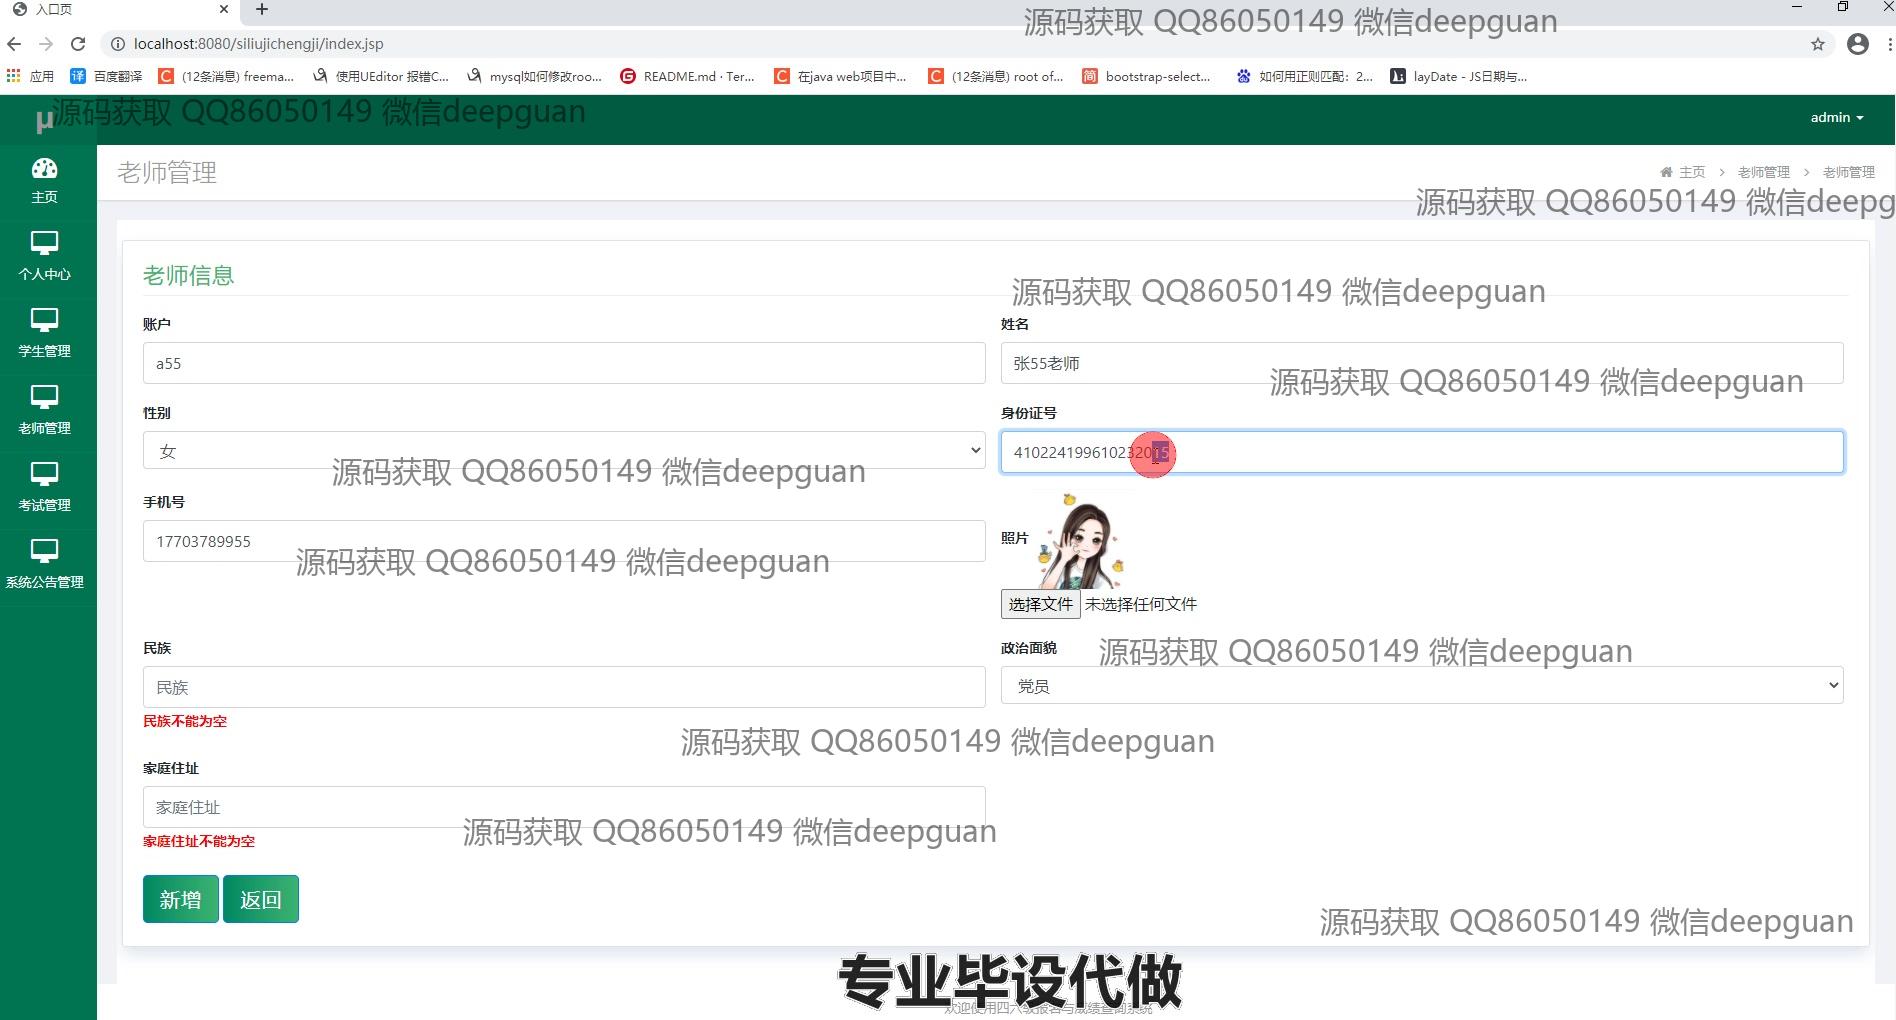 入口页
源码获取 QQ86050149 微信deepguan
localhost:8080/siliujichengji/index.jsp
应用 百度翻译 (12条消息) freema... 使用UEditor 报错C... mysql如何修改roo... README.md · Ter... 在java web项目中... (12条消息) root of... bootstrap-select... 如何用正则匹配：2... layDate - JS日期与...
源码获取 QQ86050149 微信deepguan
μ
admin
主页
个人中心
学生管理
老师管理
考试管理
系统公告管理
老师管理
主页 > 老师管理 > 老师管理
源码获取 QQ86050149 微信deepg
老师信息
源码获取 QQ86050149 微信deepguan
账户 姓名
a55 张55老师
源码获取 QQ86050149 微信deepguan
性别 身份证号
女 410224199610232015
源码获取 QQ86050149 微信deepguan
手机号
17703789955
照片
源码获取 QQ86050149 微信deepguan
选择文件 未选择任何文件
民族 政治面貌
源码获取 QQ86050149 微信deepguan
民族 党员
民族不能为空
源码获取 QQ86050149 微信deepguan
家庭住址
家庭住址
源码获取 QQ86050149 微信deepguan
家庭住址不能为空
新增 返回
源码获取 QQ86050149 微信deepguan
专业毕设代做
欢迎使用四六级报名与成绩查询系统